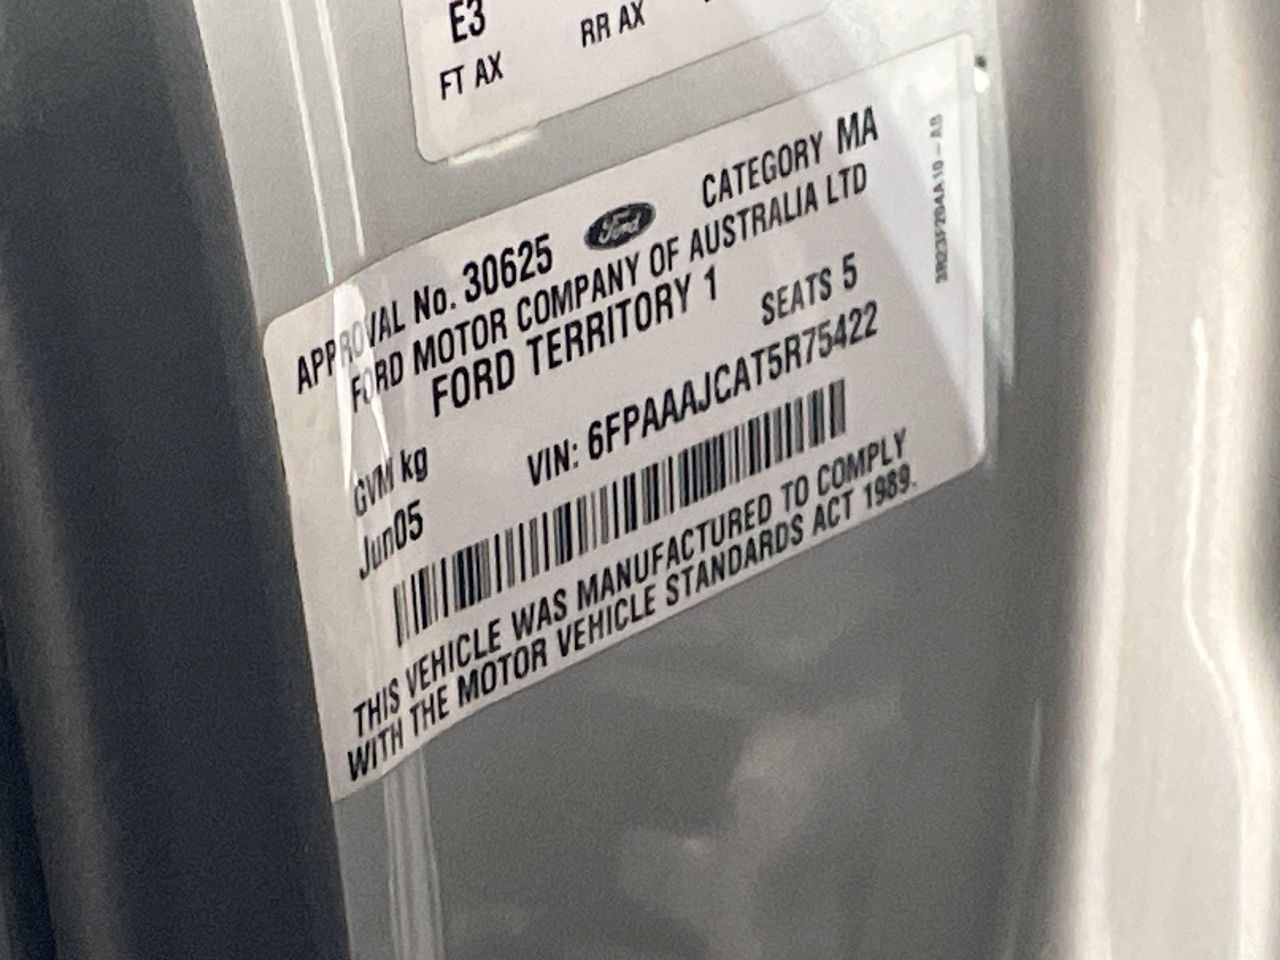 E3
FT AX RR AX
APPROVAL No. 30625 Ford CATEGORY MA
FORD MOTOR COMPANY OF AUSTRALIA LTD
FORD TERRITORY 1
SEATS 5
GVM kg VIN: 6FPAAAJCAT5R75422
Jun05
THIS VEHICLE WAS MANUFACTURED TO COMPLY
WITH THE MOTOR VEHICLE STANDARDS ACT 1989.